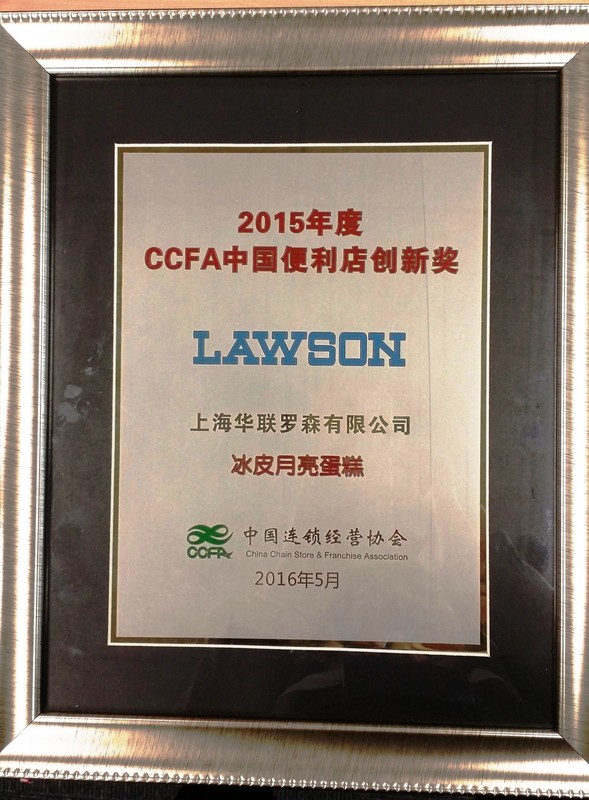 2015年度
CCFA中国便利店创新奖
LAWSON
上海华联罗森有限公司
冰皮月亮蛋糕
CCFA
中国连锁经营协会
China Chain Store & Franchise Association
2016年5月